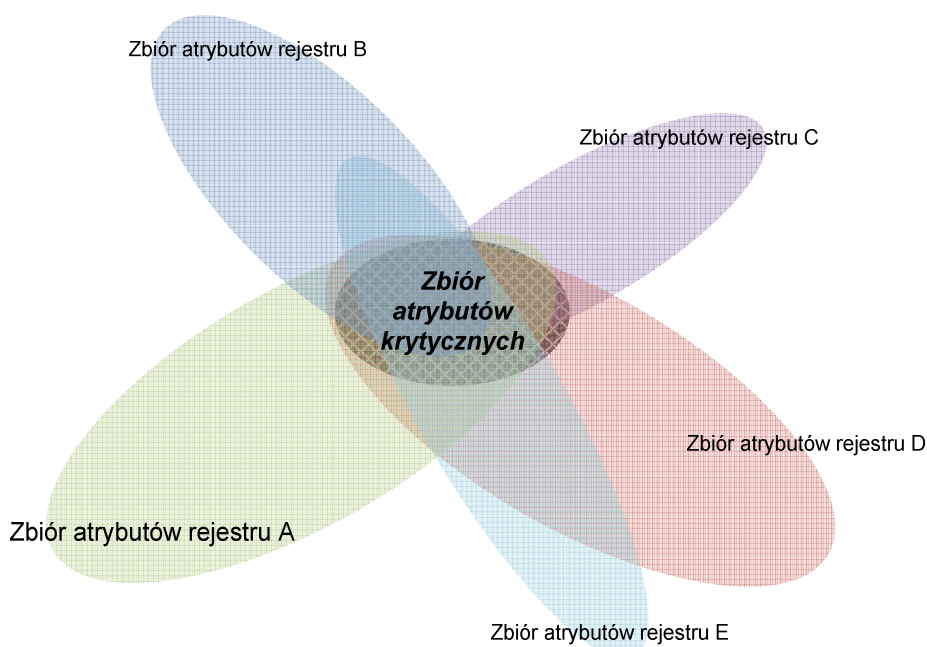 Zbiór atrybutów rejestru B
Zbiór atrybutów rejestru C
Zbiór
atrybutów
krytycznych
Zbiór atrybutów rejestru D
Zbiór atrybutów rejestru A
Zbiór atrybutów rejestru E